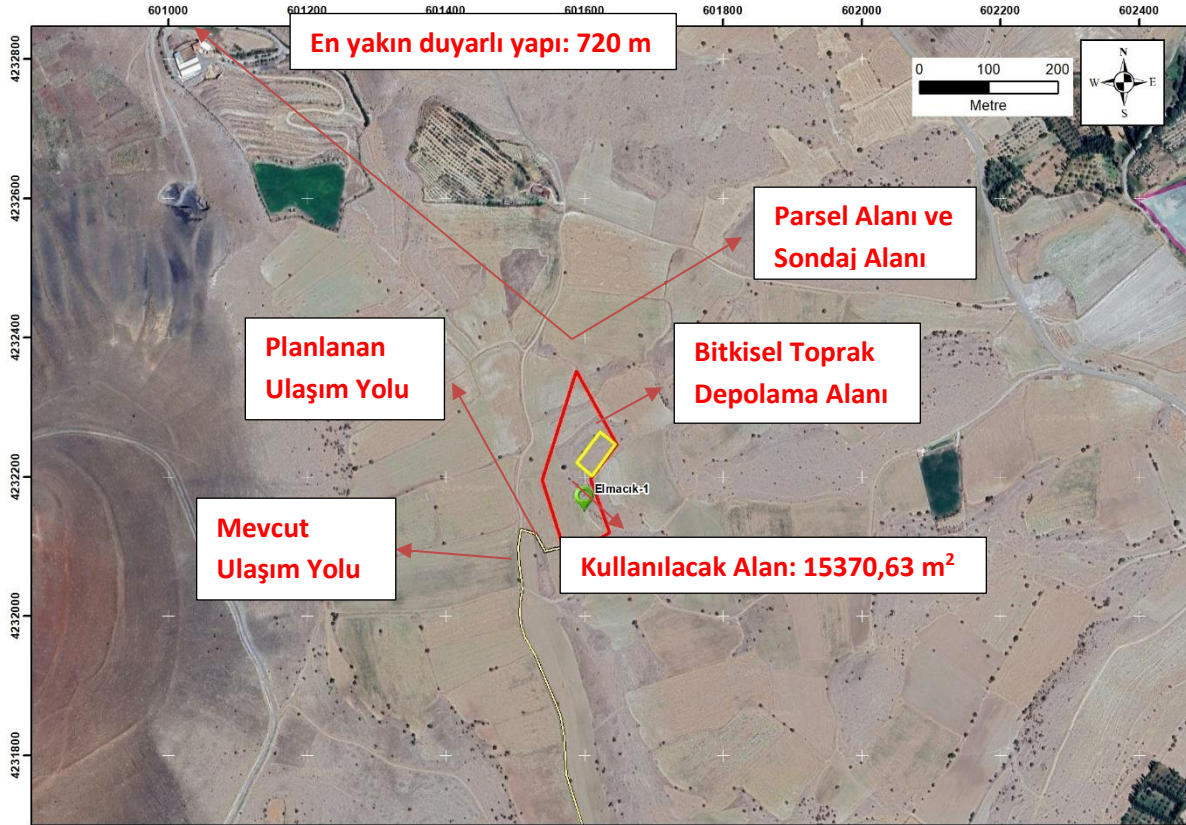 601000 601200 601400 601600 601800 602000 602200 602400
En yakın duyarlı yapı: 720 m
N
W E
S
0 100 200
Metre
4232800
4232600
4232400
4232200
4232000
4231800
Parsel Alanı ve
Sondaj Alanı
Planlanan
Ulaşım Yolu
Bitkisel Toprak
Depolama Alanı
Elmacık-1
Mevcut
Ulaşım Yolu
Kullanılacak Alan: 15370,63 m²